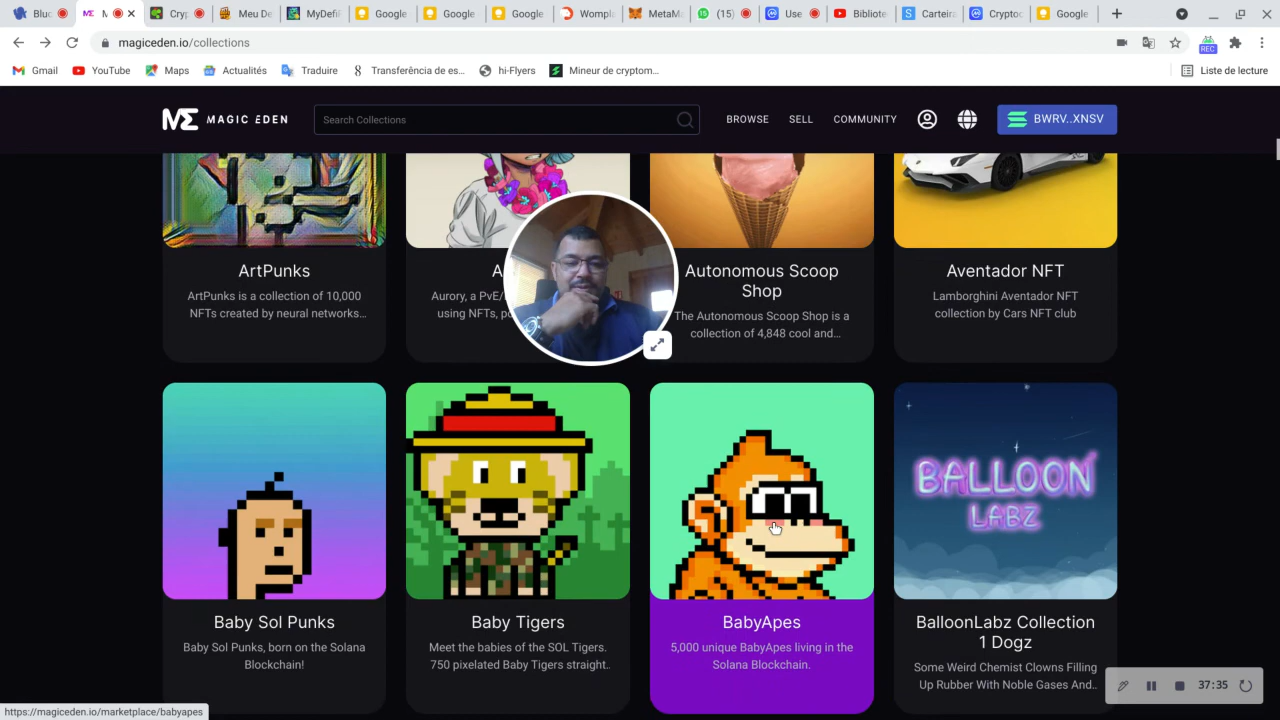 Bluc
M
Cryp
Meu De
MyDefi
Google
Google
Google
Wompl
MetaMa
(15)
Use
Bibliote
Carteira
Cryptoc
Google
magiceden.io/collections
REC
Gmail
YouTube
Maps
Actualités
Traduire
Transferência de es...
hi-Flyers
Mineur de cryptom...
Liste de lecture
ME MAGIC EDEN
Search Collections
BROWSE
SELL
COMMUNITY
BWRV..XNSV
ArtPunks
ArtPunks is a collection of 10,000
NFTs created by neural networks...
Aurory, a PvE/
using NFTs,
Autonomous Scoop
Shop
The Autonomous Scoop Shop is a
collection of 4,848 cool and...
Aventador NFT
Lamborghini Aventador NFT
collection by Cars NFT club
BALLOON
LABZ
Baby Sol Punks
Baby Sol Punks, born on the Solana
Blockchain!
Baby Tigers
Meet the babies of the SOL Tigers.
750 pixelated Baby Tigers straight..
BabyApes
5,000 unique BabyApes living in the
Solana Blockchain.
BalloonLabz Collection
1 Dogz
Some Weird Chemist Clowns Filling
Up Rubber With Noble Gases And..
37:35
https://magiceden.io/marketplace/babyapes